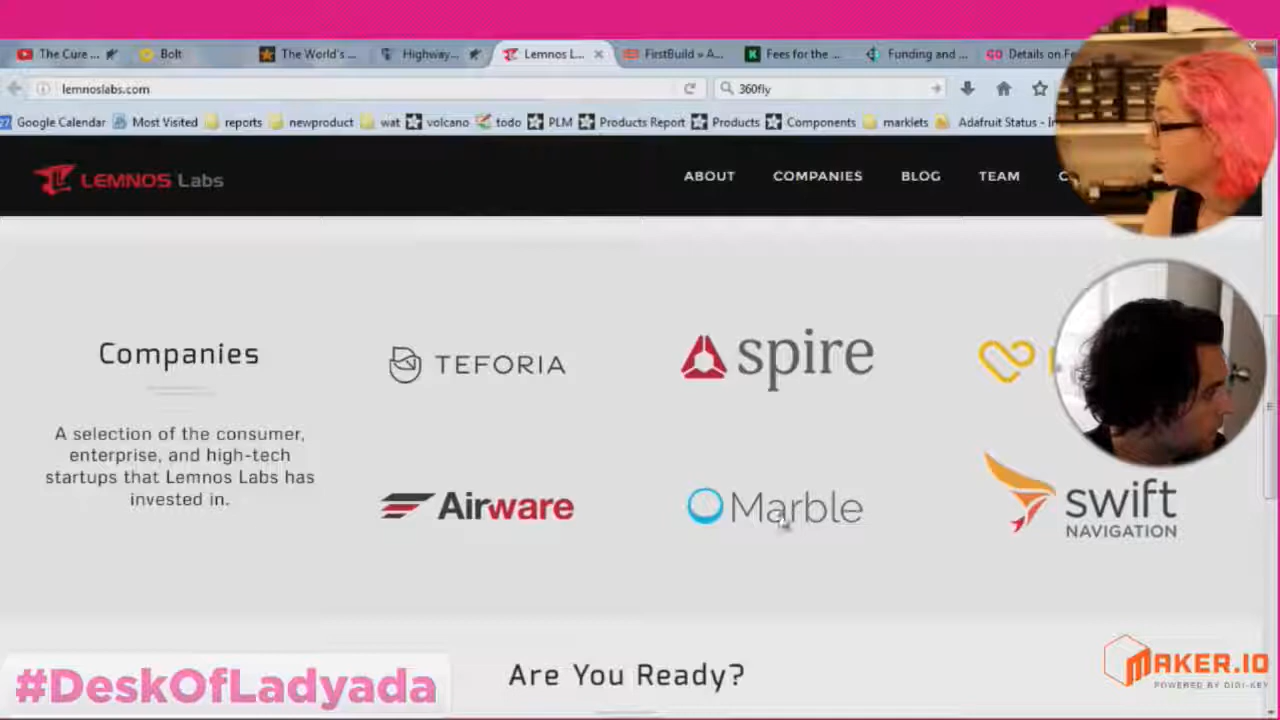 The Cure ...
Bolt
The World's ...
Highway...
Lemnos L...
FirstBuild » A...
Fees for the ...
Funding and ...
Details on Fe
lemnoslabs.com
360fly
Google Calendar
Most Visited
reports
newproduct
wat
volcano
todo
PLM
Products Report
Products
Components
marklets
Adafruit Status - In
LEMNOS Labs
ABOUT
COMPANIES
BLOG
TEAM
C
Companies
A selection of the consumer,
enterprise, and high-tech
startups that Lemnos Labs has
invested in.
TEFORIA
spire
Airware
Marble
swift
NAVIGATION
Are You Ready?
#DeskOfLadyada
MAKER.IO
POWERED BY DIGI-KEY